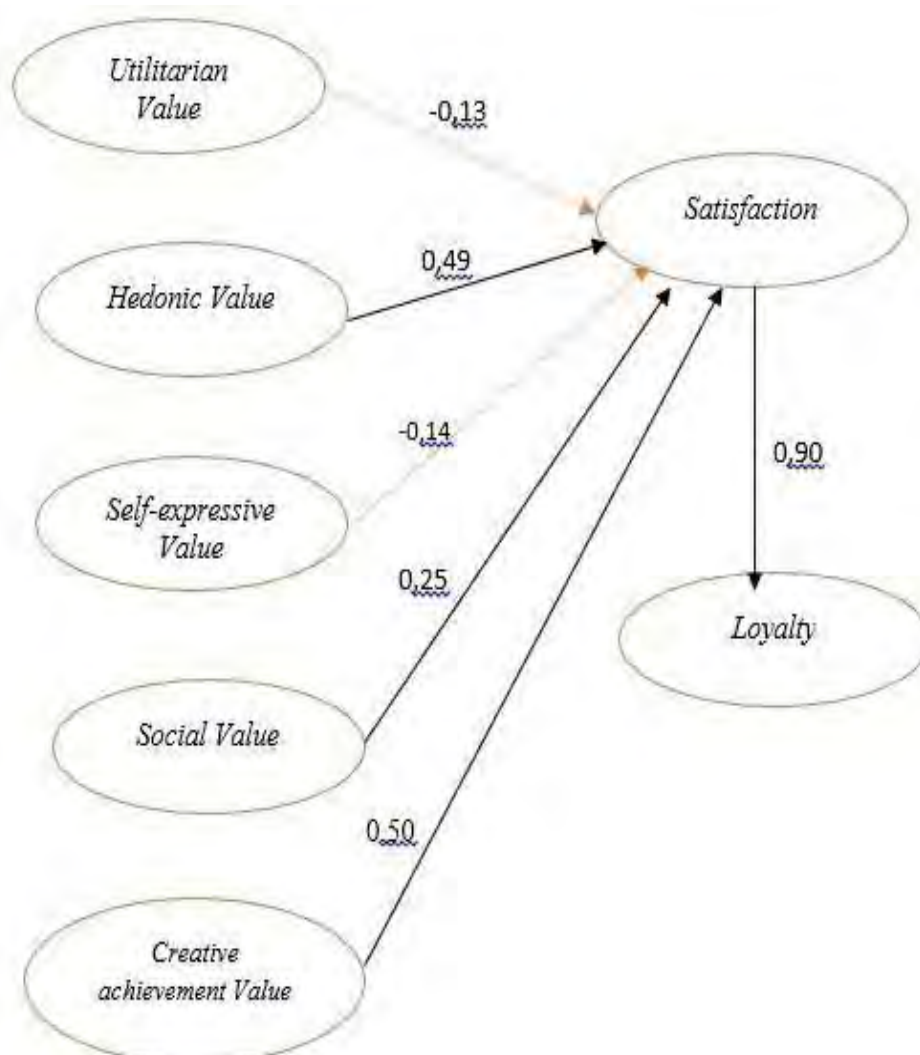 Utilitarian
Value
-0,13
Satisfaction
0,49
Hedonic Value
-0,14
0,90
Self-expressive
Value
0,25
Loyalty
Social Value
0,50
Creative
achievement Value